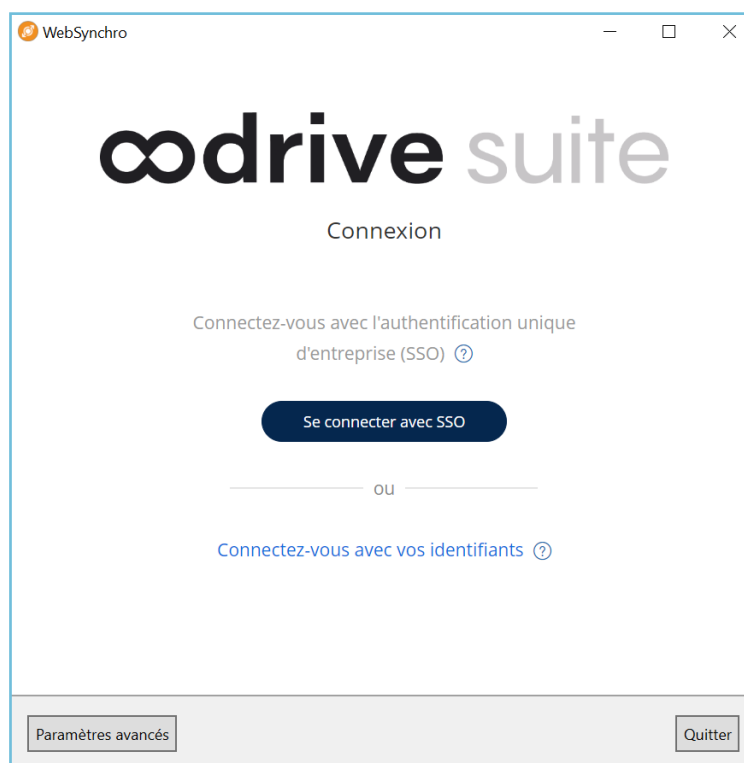 WebSynchro
oodrive suite
Connexion
Connectez-vous avec l'authentification unique
d'entreprise (SSO) ?
Se connecter avec SSO
ou
Connectez-vous avec vos identifiants ?
Paramètres avancés
Quitter